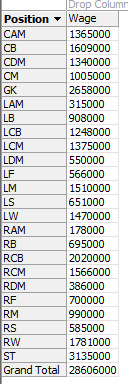 Drop Column
Position Wage
CAM 1365000
CB 1609000
CDM 1340000
CM 1005000
GK 2658000
LAM 315000
LB 908000
LCB 1248000
LCM 1375000
LDM 550000
LF 566000
LM 1510000
LS 651000
LW 1470000
RAM 178000
RB 695000
RCB 2020000
RCM 1566000
RDM 386000
RF 700000
RM 990000
RS 585000
RW 1781000
ST 3135000
Grand Total 28606000